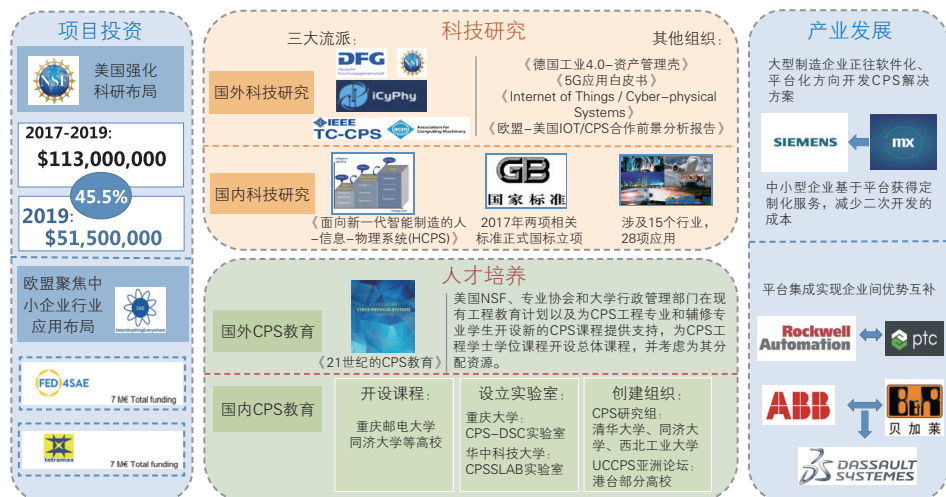 项目投资
NSF
美国强化
科研布局
2017-2019:
$113,000,000
45.5%
2019:
$51,500,000
欧盟聚焦中
小企业行业
应用布局
SAE
SmartAnythingEverywhere
FED4SAE
7 M€ Total funding
tetramax
7 M€ Total funding
科技研究
三大流派:
其他组织:
国外科技研究
DFG
Deutsche
Forschungsgemeinschaft
NSF
iCyPhy
IEEE
TC-CPS
acm
Association for
Computing Machinery
《德国工业4.0-资产管理壳》
《5G应用白皮书》
《Internet of Things / Cyber-physical
Systems》
《欧盟-美国IOT/CPS合作前景分析报告》
国内科技研究
《面向新一代智能制造的人
-信息-物理系统(HCPS)》
GB
国家标准
2017年两项相关
标准正式国标立项
涉及15个行业,
28项应用
人才培养
国外CPS教育
CYBER-PHYSICAL SYSTEMS
《21世纪的CPS教育》
美国NSF、专业协会和大学行政管理部门在现
有工程教育计划以及为CPS工程专业和辅修专
业学生开设新的CPS课程提供支持，为CPS工
程学士学位课程开设总体课程，并考虑为其分
配资源。
国内CPS教育
开设课程:
重庆邮电大学
同济大学等高校
设立实验室:
重庆大学:
CPS-DSC实验室
华中科技大学:
CPSSLAB实验室
创建组织:
CPS研究组:
清华大学、同济大
学、西北工业大学
UCCPS亚洲论坛:
港台部分高校
产业发展
大型制造企业正往软件化、
平台化方向开发CPS解决
方案
SIEMENS
mx
中小型企业基于平台获得定
制化服务，减少二次开发的
成本
平台集成实现企业间优势互补
Rockwell
Automation
ptc
ABB
B&R
贝加莱
DASSAULT
SYSTEMES